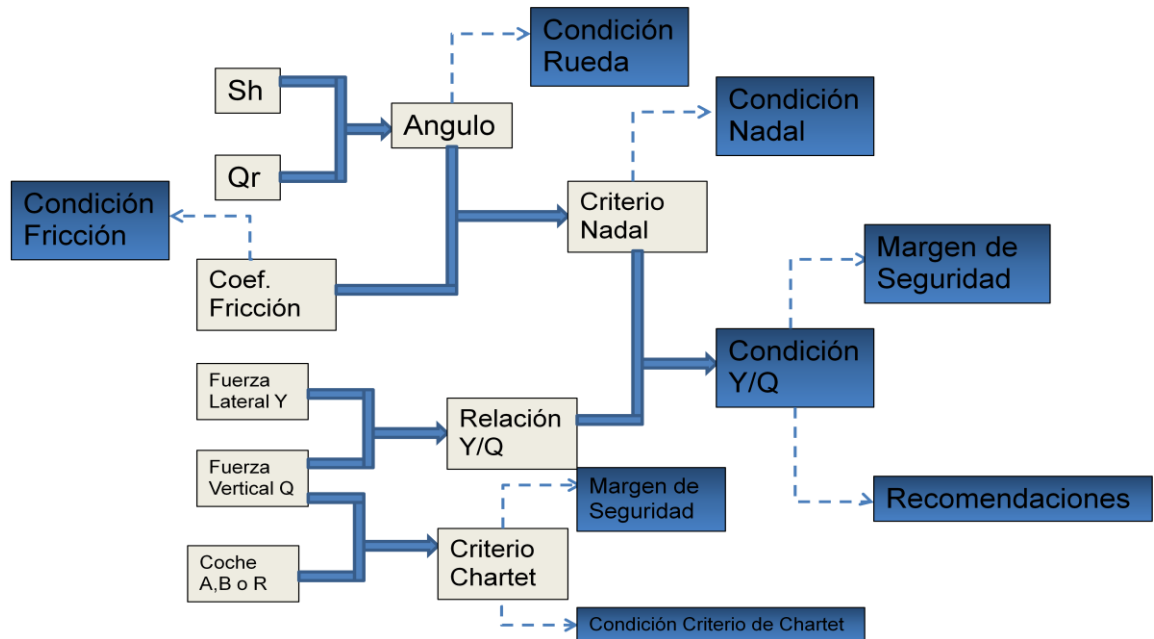 Condición
Rueda
Sh
Condición
Nadal
Angulo
Qr
Condición
Fricción
Criterio
Nadal
Margen de
Seguridad
Coef.
Fricción
Condición
Y/Q
Fuerza
Lateral Y
Relación
Y/Q
Fuerza
Vertical Q
Margen de
Seguridad
Recomendaciones
Criterio
Chartet
Coche
A,B o R
Condición Criterio de Chartet